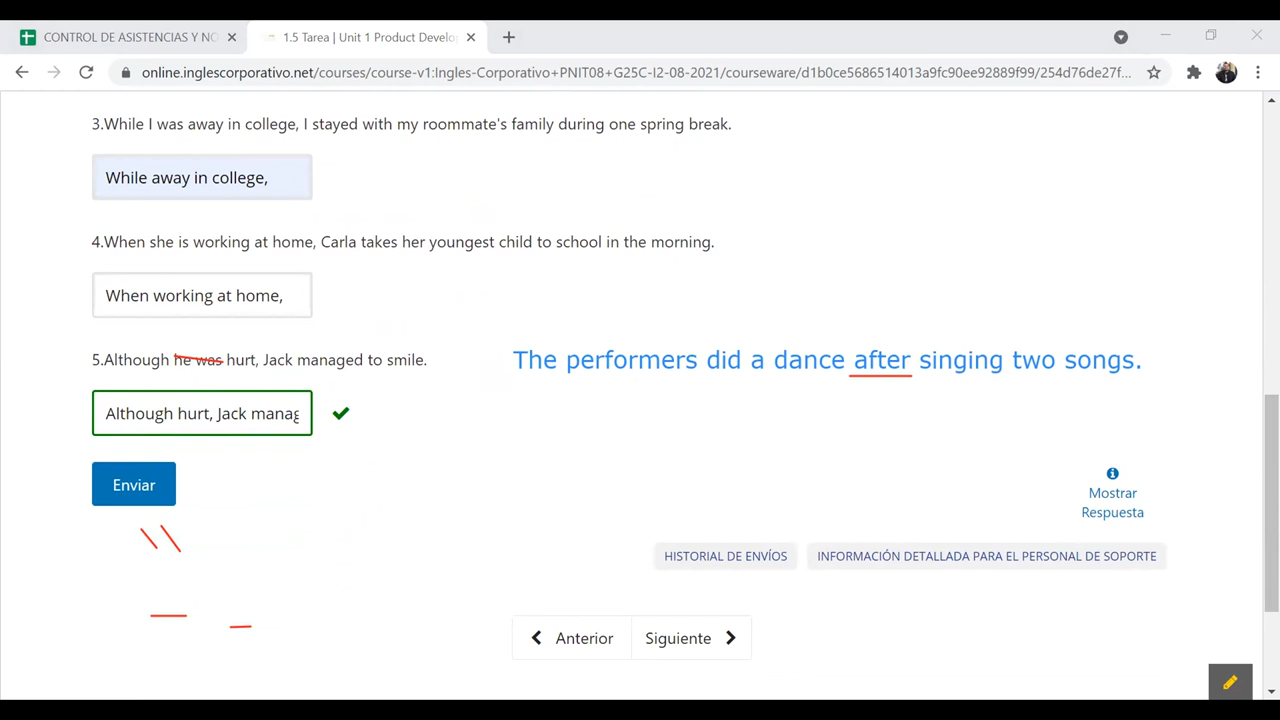 CONTROL DE ASISTENCIAS Y NO
1.5 Tarea | Unit 1 Product Develo
online.inglescorporativo.net/courses/course-v1:Ingles-Corporativo+PNIT08+G25C-I2-08-2021/courseware/d1b0ce5686514013a9fc90ee92889f99/254d76de27f...
3.While I was away in college, I stayed with my roommate's family during one spring break.
While away in college,
4.When she is working at home, Carla takes her youngest child to school in the morning.
When working at home,
5.Although he was hurt, Jack managed to smile.
The performers did a dance after singing two songs.
Although hurt, Jack manag
Enviar
Mostrar
Respuesta
HISTORIAL DE ENVÍOS
INFORMACIÓN DETALLADA PARA EL PERSONAL DE SOPORTE
Anterior
Siguiente